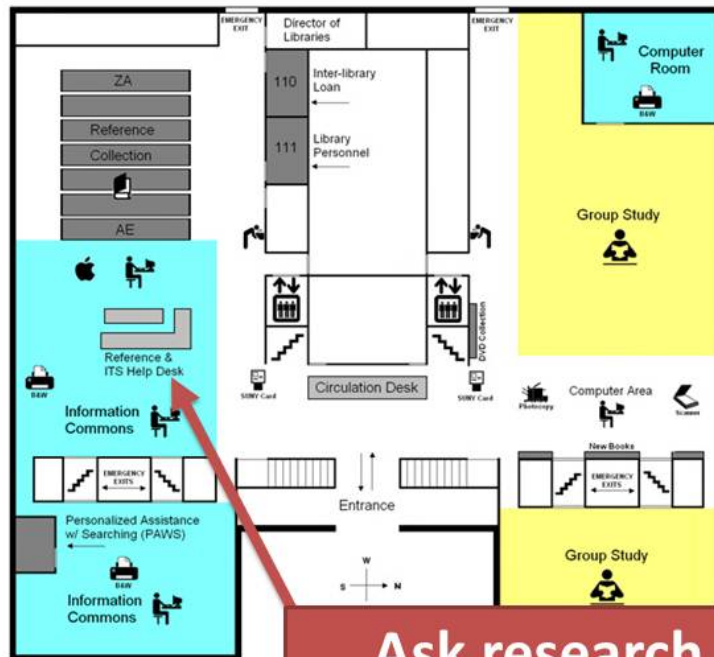 EMERGENCY
EXIT
Director of
Libraries
EMERGENCY
EXIT
Computer
Room
B&W
ZA
Reference
Collection
AE
110
Inter-library
Loan
111
Library
Personnel
Group Study
Reference &
ITS Help Desk
B&W
Information
Commons
SUNY Card
Circulation Desk
SUNY Card
DVD Collection
Photocopy
Computer Area
Scanner
New Books
EMERGENCY
EXITS
Entrance
EMERGENCY
EXITS
Personalized Assistance
w/ Searching (PAWS)
B&W
Information
Commons
W
S
N
Group Study
Ask research